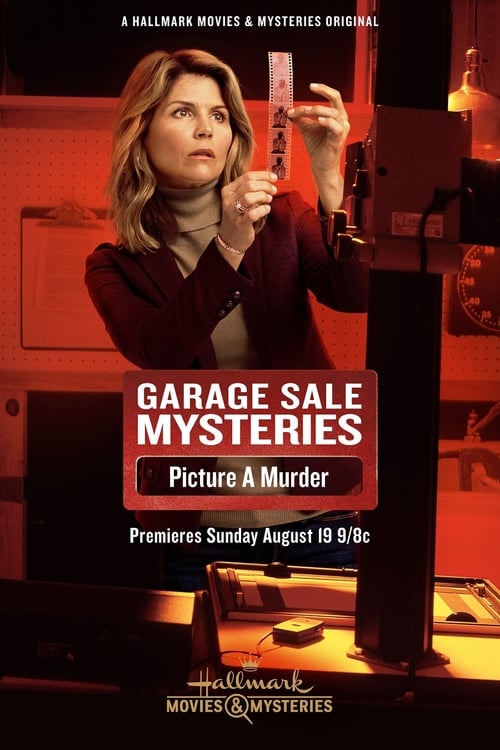 A HALLMARK MOVIES & MYSTERIES ORIGINAL
GARAGE SALE
MYSTERIES
Picture A Murder
Premieres Sunday August 19 9/8c
Hallmark
MOVIES & MYSTERIES